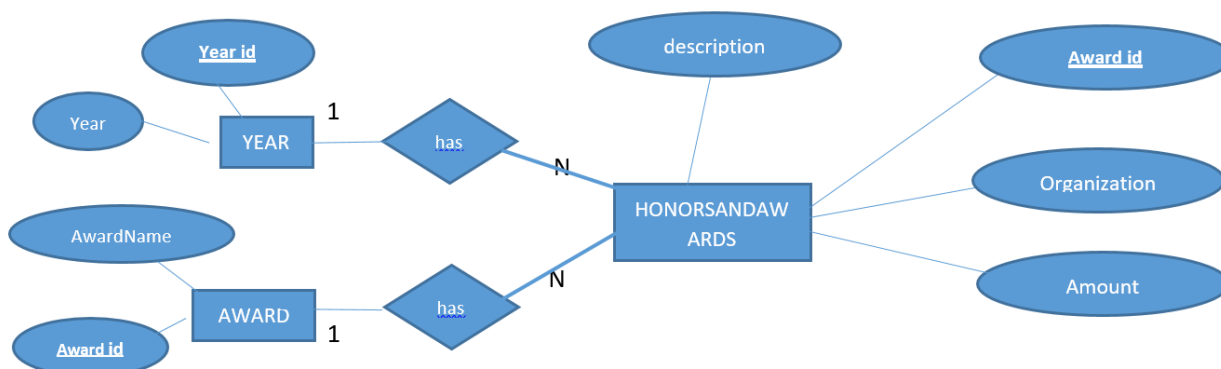 Year id
description
Award id
Year
1
YEAR
has
N
Organization
HONORSANDAW
ARDS
AwardName
Amount
N
AWARD
has
1
Award id